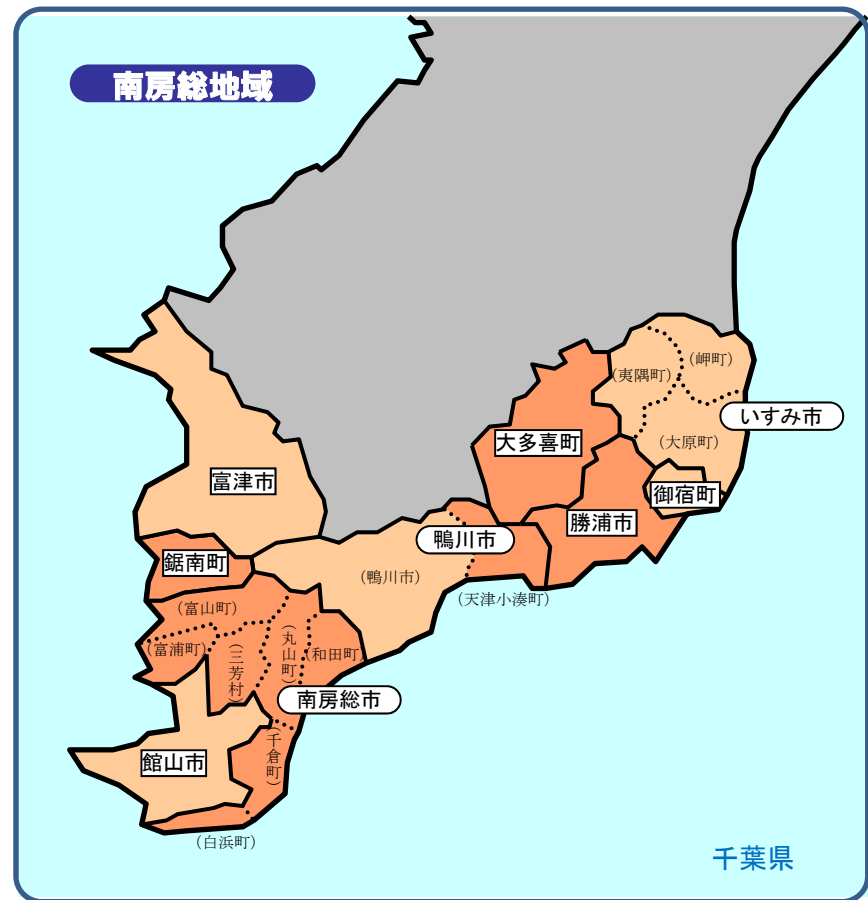 南房総地域
(岬町)
(夷隅町)
いすみ市
大多喜町
(大原町)
富津市
御宿町
勝浦市
鴨川市
鋸南町
(鴨川市)
(天津小湊町)
(富山町)
(丸山町)
(富浦町)
(三芳村)
(和田町)
南房総市
館山市
(千倉町)
(白浜町)
千葉県